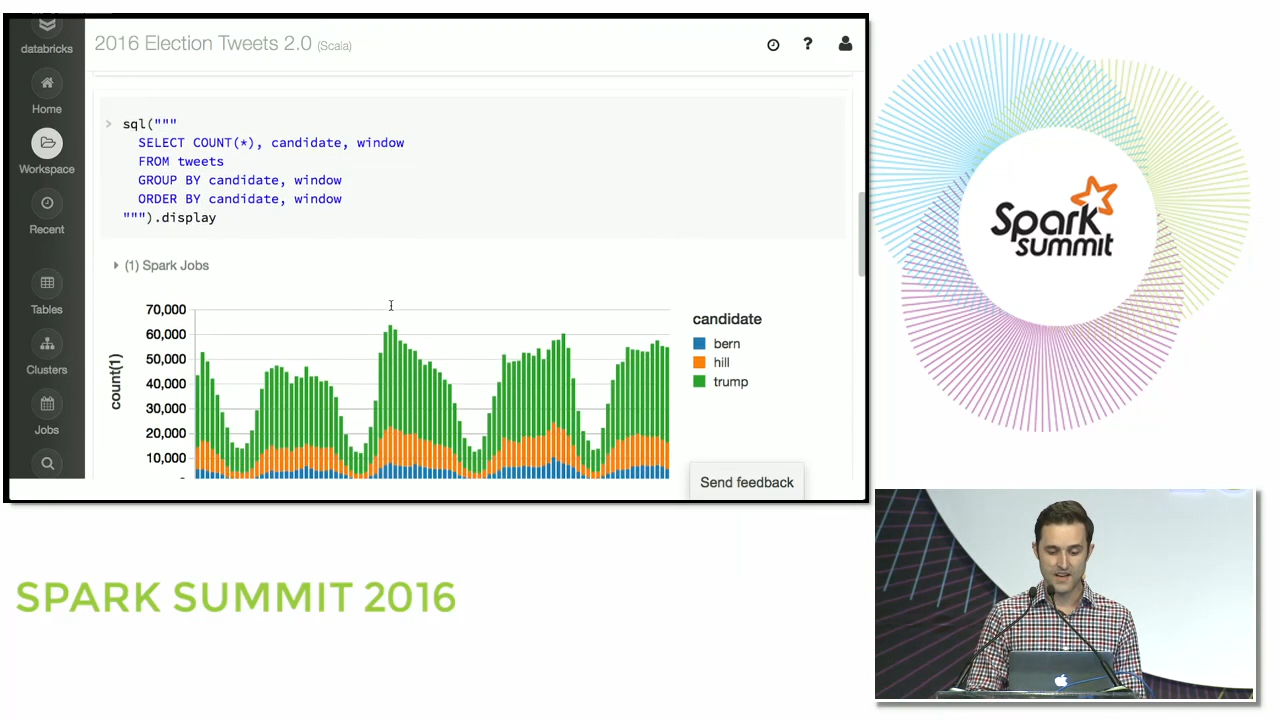 databricks
Home
Workspace
Recent
Tables
Clusters
Jobs
2016 Election Tweets 2.0 (Scala)
?
> sql("""
SELECT COUNT(*), candidate, window
FROM tweets
GROUP BY candidate, window
ORDER BY candidate, window
""").display
(1) Spark Jobs
70,000
60,000
50,000
40,000
30,000
20,000
10,000
count(1)
candidate
bern
hill
trump
Send feedback
Spark
summit
SPARK SUMMIT 2016